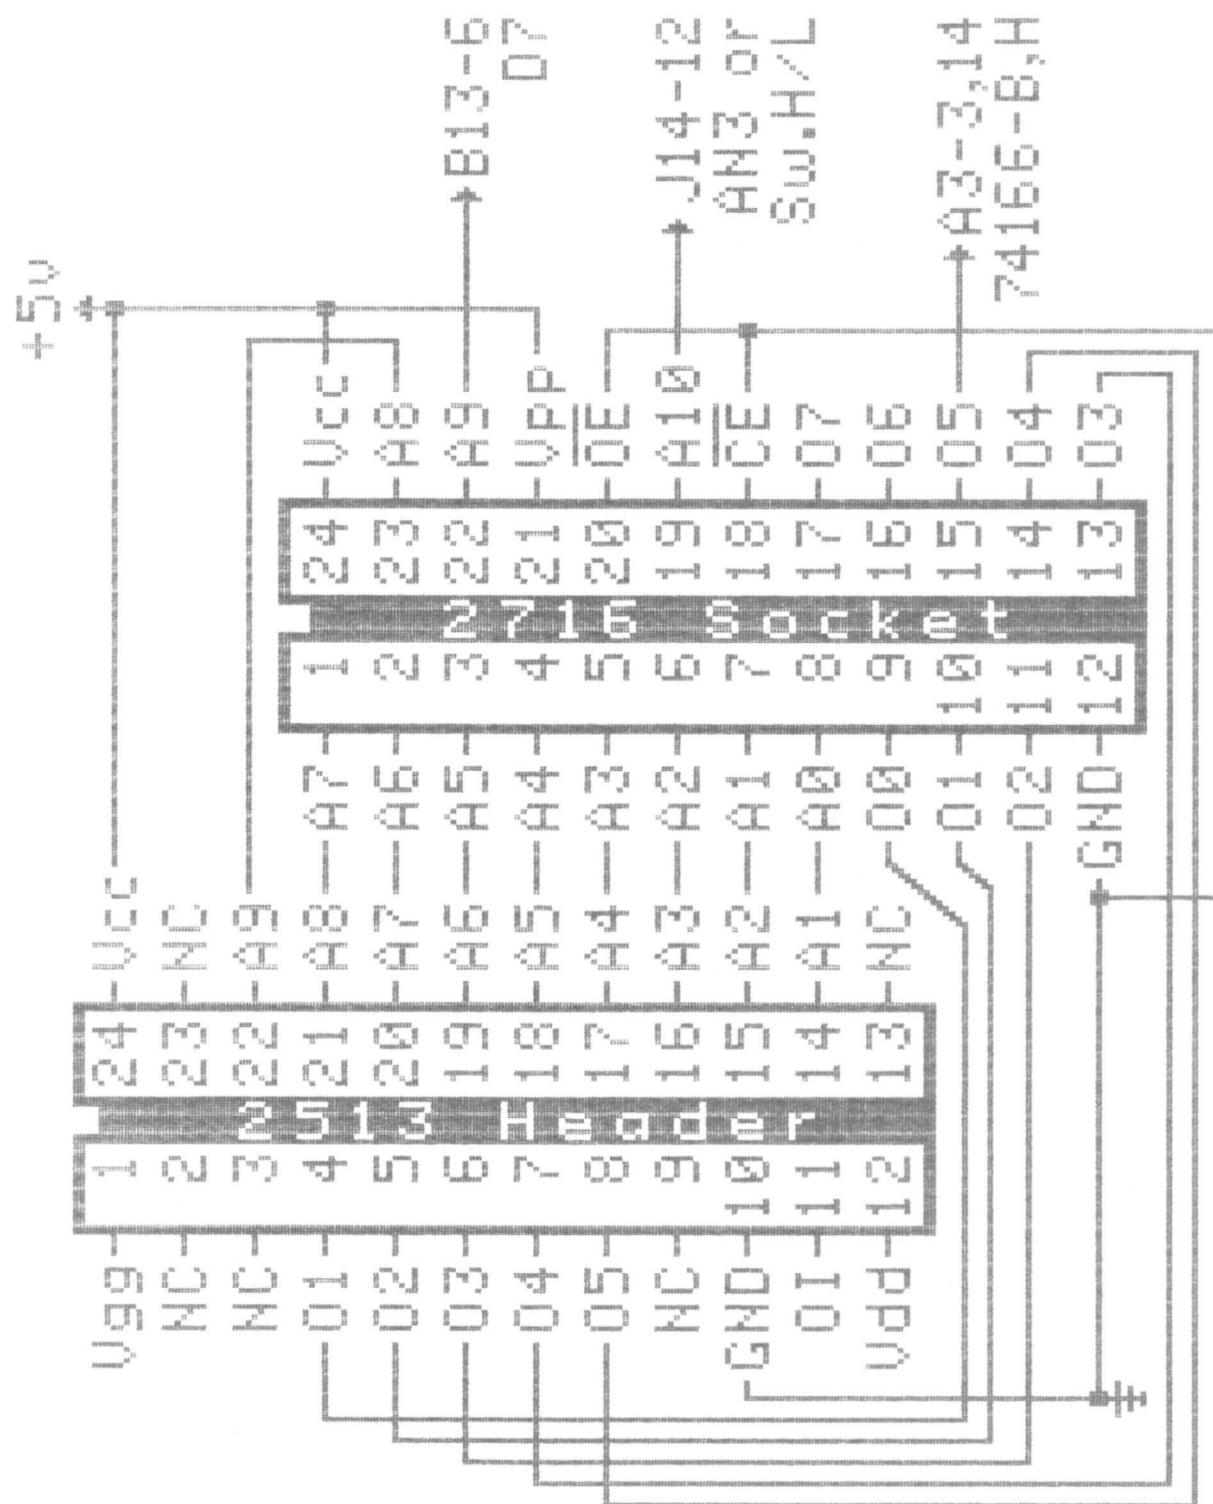 +5v
Vgg 1 24 Vcc
NC 2 23 NC
NC 3 22 A9
O1 4 21 A8 A7 1 24 Vcc
O2 5 20 A7 A6 2 23 A8
O3 6 19 A6 A5 3 22 A9 B13-6
O4 7 18 A5 A4 4 21 VPP D7
O5 8 17 A4 A3 5 20 OE
NC 9 16 A3 A2 6 19 A10 J14-12
GND 10 15 A2 A1 7 18 CE AN3 or
OI 11 14 A1 A0 8 17 O7 Sw.H/L
Vdd 12 13 NC O0 9 16 O6
O1 10 15 O5 A3-3,14
O2 11 14 O4 74166-B,H
GND 12 13 O3
2513 Header
2716 Socket